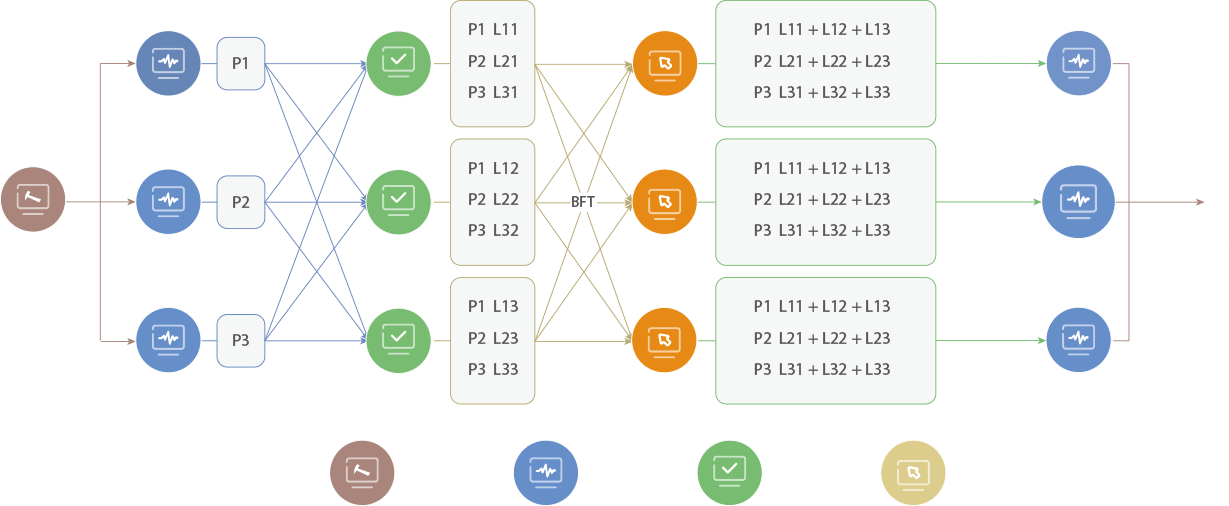 P1
P1 L11
P2 L21
P3 L31
P1 L11 + L12 + L13
P2 L21 + L22 + L23
P3 L31 + L32 + L33
P2
P1 L12
P2 L22
P3 L32
BFT
P1 L11 + L12 + L13
P2 L21 + L22 + L23
P3 L31 + L32 + L33
P3
P1 L13
P2 L23
P3 L33
P1 L11 + L12 + L13
P2 L21 + L22 + L23
P3 L31 + L32 + L33